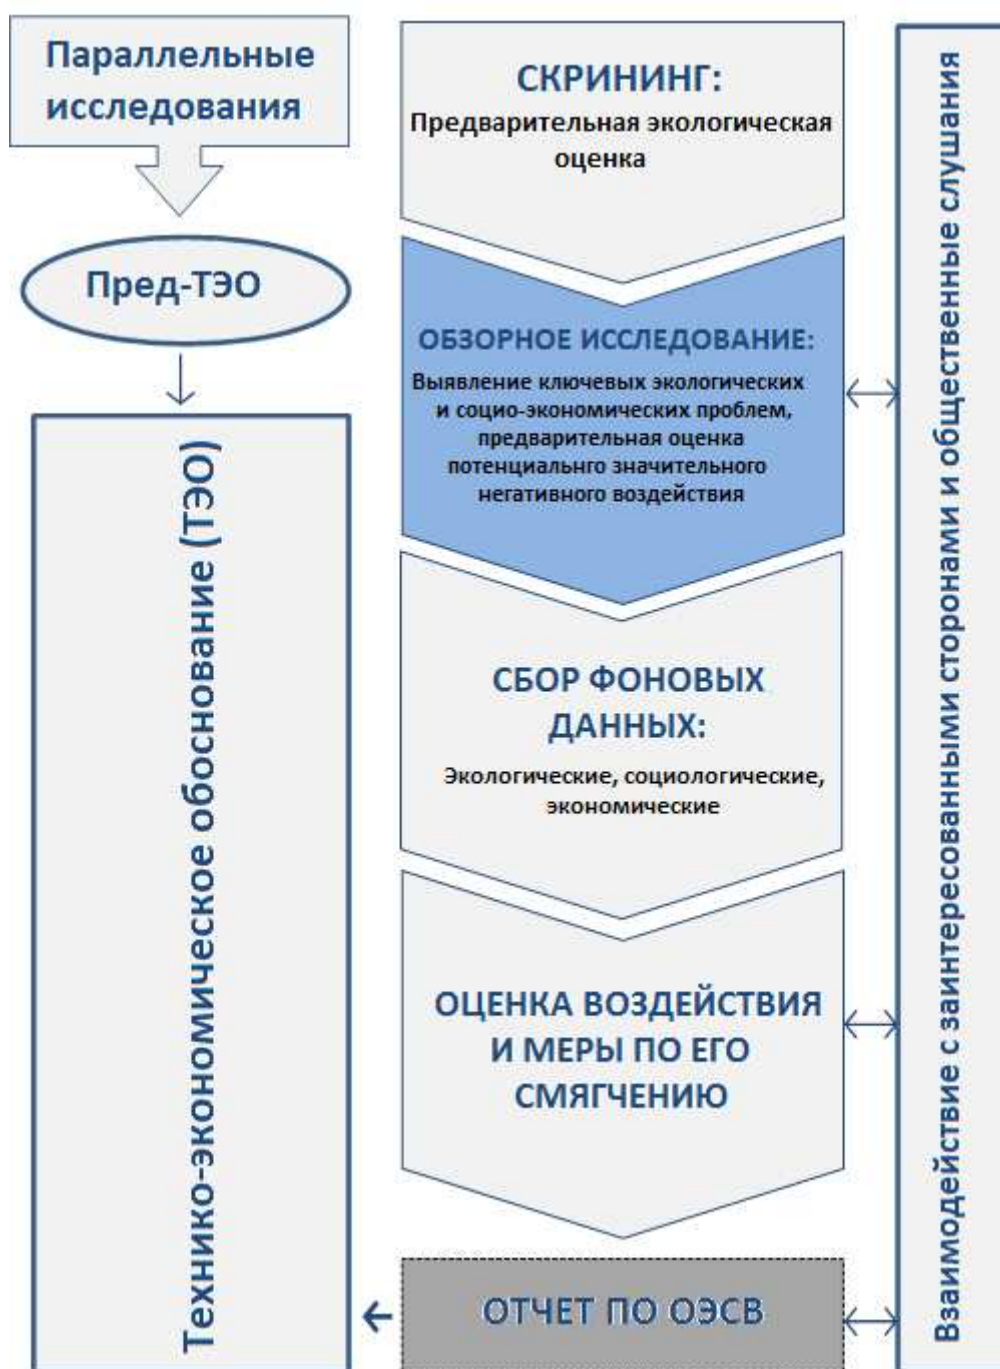 Параллельные
исследования
Пред-ТЭО
Технико-экономическое обоснование (ТЭО)
СКРИНИНГ:
Предварительная экологическая
оценка
ОБЗОРНОЕ ИССЛЕДОВАНИЕ:
Выявление ключевых экологических
и социо-экономических проблем,
предварительная оценка
потенциальнго значительного
негативного воздействия
СБОР ФОНОВЫХ
ДАННЫХ:
Экологические, социологические,
экономические
ОЦЕНКА ВОЗДЕЙСТВИЯ
И МЕРЫ ПО ЕГО
СМЯГЧЕНИЮ
ОТЧЕТ ПО ОЭСВ
Взаимодействие с заинтересованными сторонами и общественные слушания